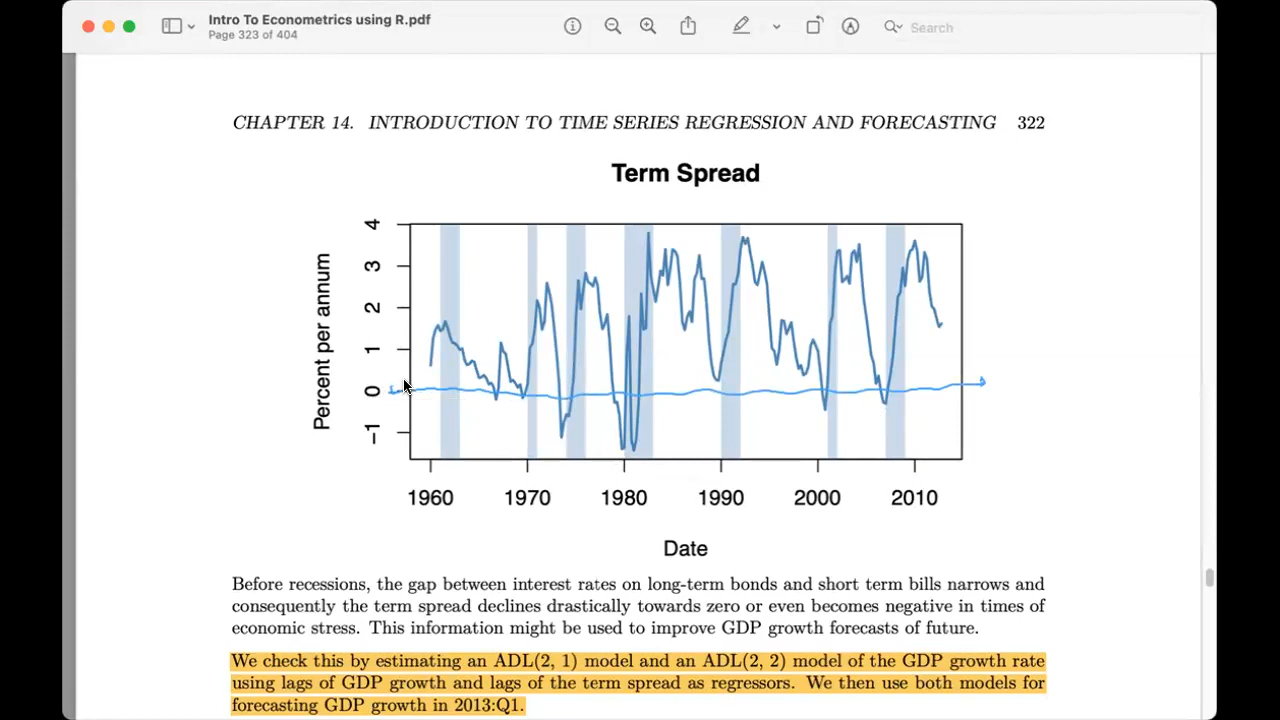 Intro To Econometrics using R.pdf
Page 323 of 404
Search
CHAPTER 14. INTRODUCTION TO TIME SERIES REGRESSION AND FORECASTING 322
Term Spread
Percent per annum
4
3
2
1
0
−1
1960 1970 1980 1990 2000 2010
Date
Before recessions, the gap between interest rates on long-term bonds and short term bills narrows and
consequently the term spread declines drastically towards zero or even becomes negative in times of
economic stress. This information might be used to improve GDP growth forecasts of future.
We check this by estimating an ADL(2, 1) model and an ADL(2, 2) model of the GDP growth rate
using lags of GDP growth and lags of the term spread as regressors. We then use both models for
forecasting GDP growth in 2013:Q1.